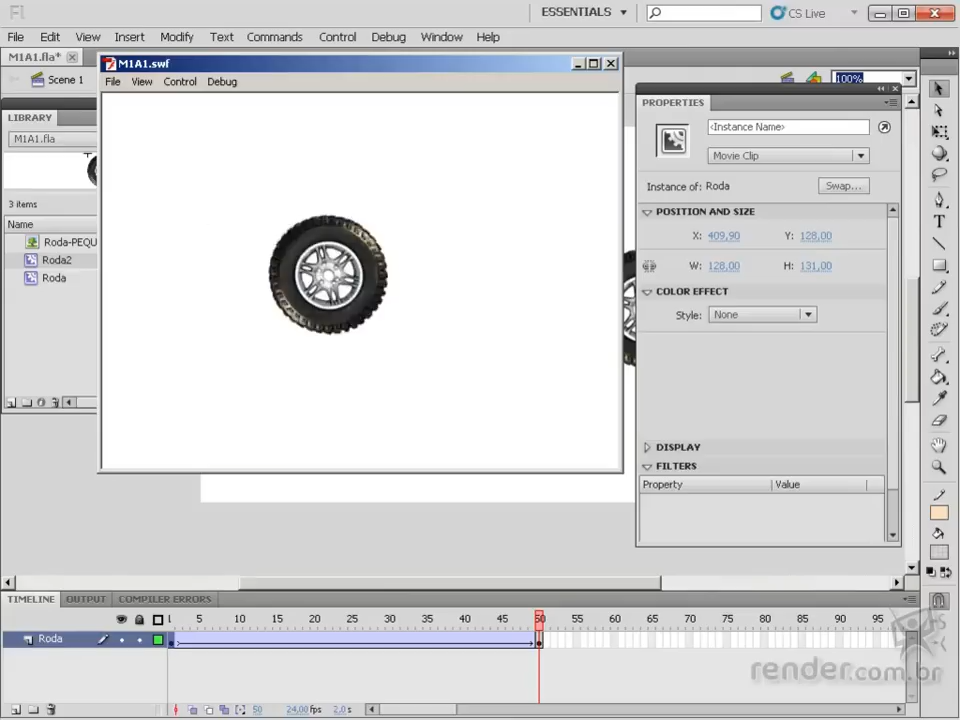 Fl
ESSENTIALS
CS Live
File Edit View Insert Modify Text Commands Control Debug Window Help
M1A1.fla*
M1A1.swf
Scene 1
100%
File View Control Debug
LIBRARY
M1A1.fla
3 items
Name
Roda-PEQU
Roda2
Roda
PROPERTIES
<Instance Name>
Movie Clip
Instance of: Roda
Swap...
POSITION AND SIZE
X: 409,90 Y: 128,00
W: 128,00 H: 131,00
COLOR EFFECT
Style: None
DISPLAY
FILTERS
Property Value
TIMELINE OUTPUT COMPILER ERRORS
1 5 10 15 20 25 30 35 40 45 50 55 60 65 70 75 80 85 90 95
Roda
render.com.br
50 24,00 fps 2,0 s